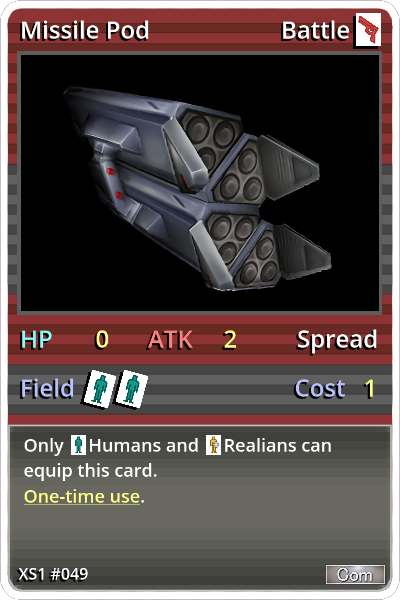 Missile Pod Battle
HP 0 ATK 2 Spread
Field Cost 1
Only Humans and Realians can
equip this card.
One-time use.
XS1 #049 Com